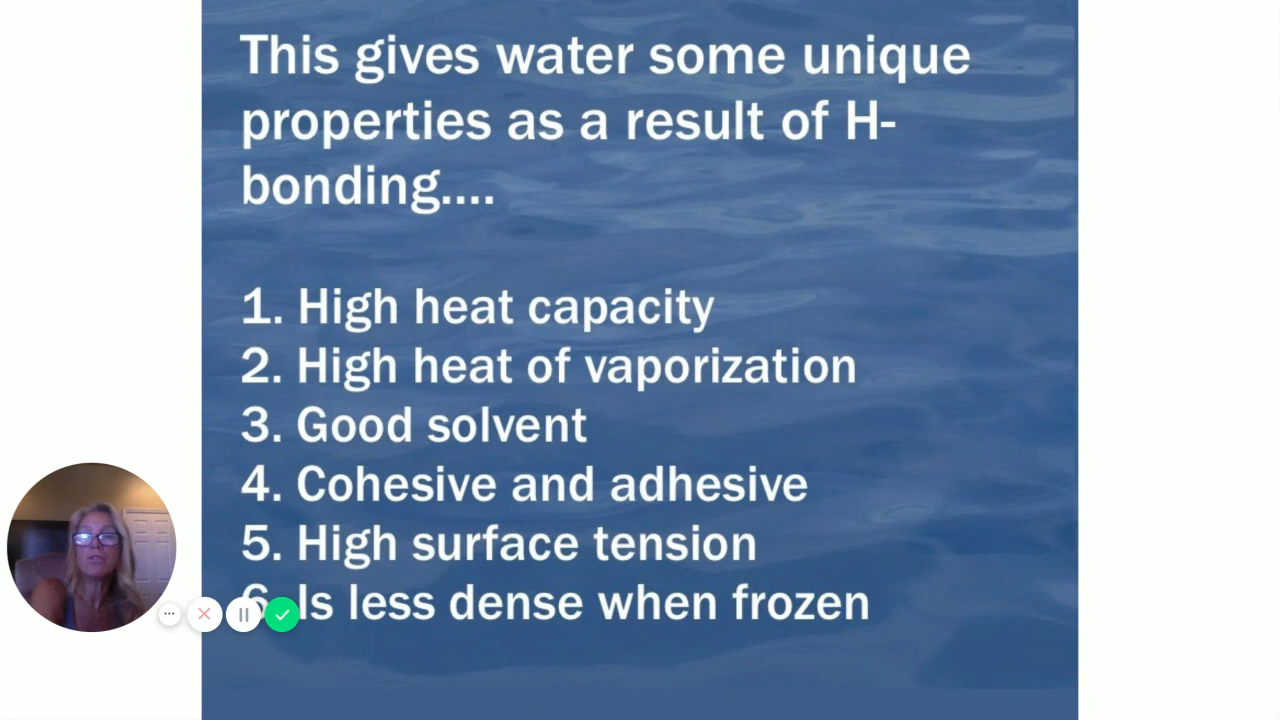 This gives water some unique
properties as a result of H-
bonding....
1. High heat capacity
2. High heat of vaporization
3. Good solvent
4. Cohesive and adhesive
5. High surface tension
6. Is less dense when frozen